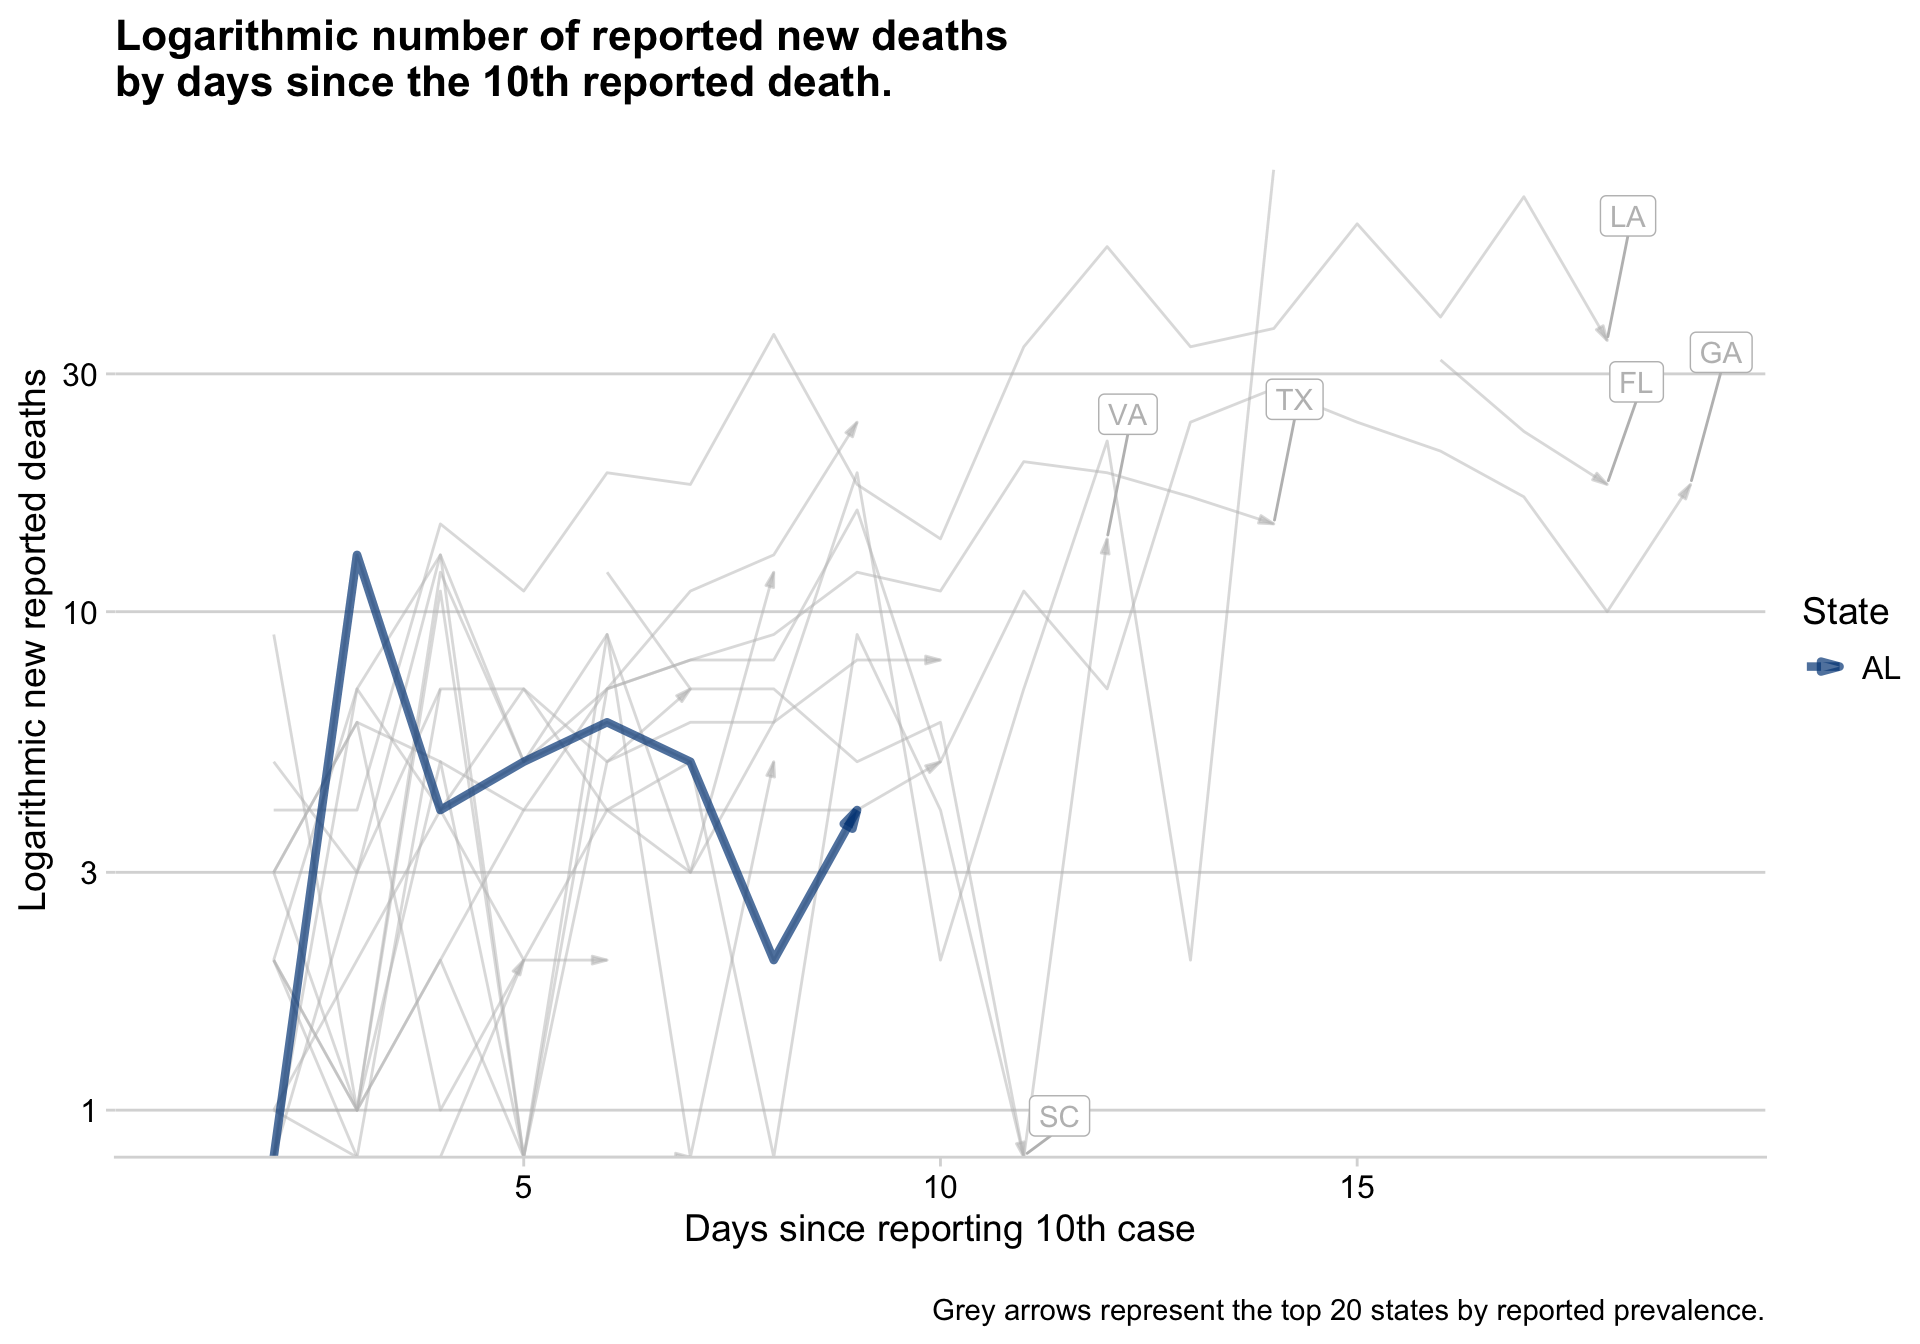 Logarithmic number of reported new deaths
by days since the 10th reported death.
LA
GA
FL
30
TX
VA
Logarithmic new reported deaths
10
State
AL
3
1
SC
5
10
15
Days since reporting 10th case
Grey arrows represent the top 20 states by reported prevalence.